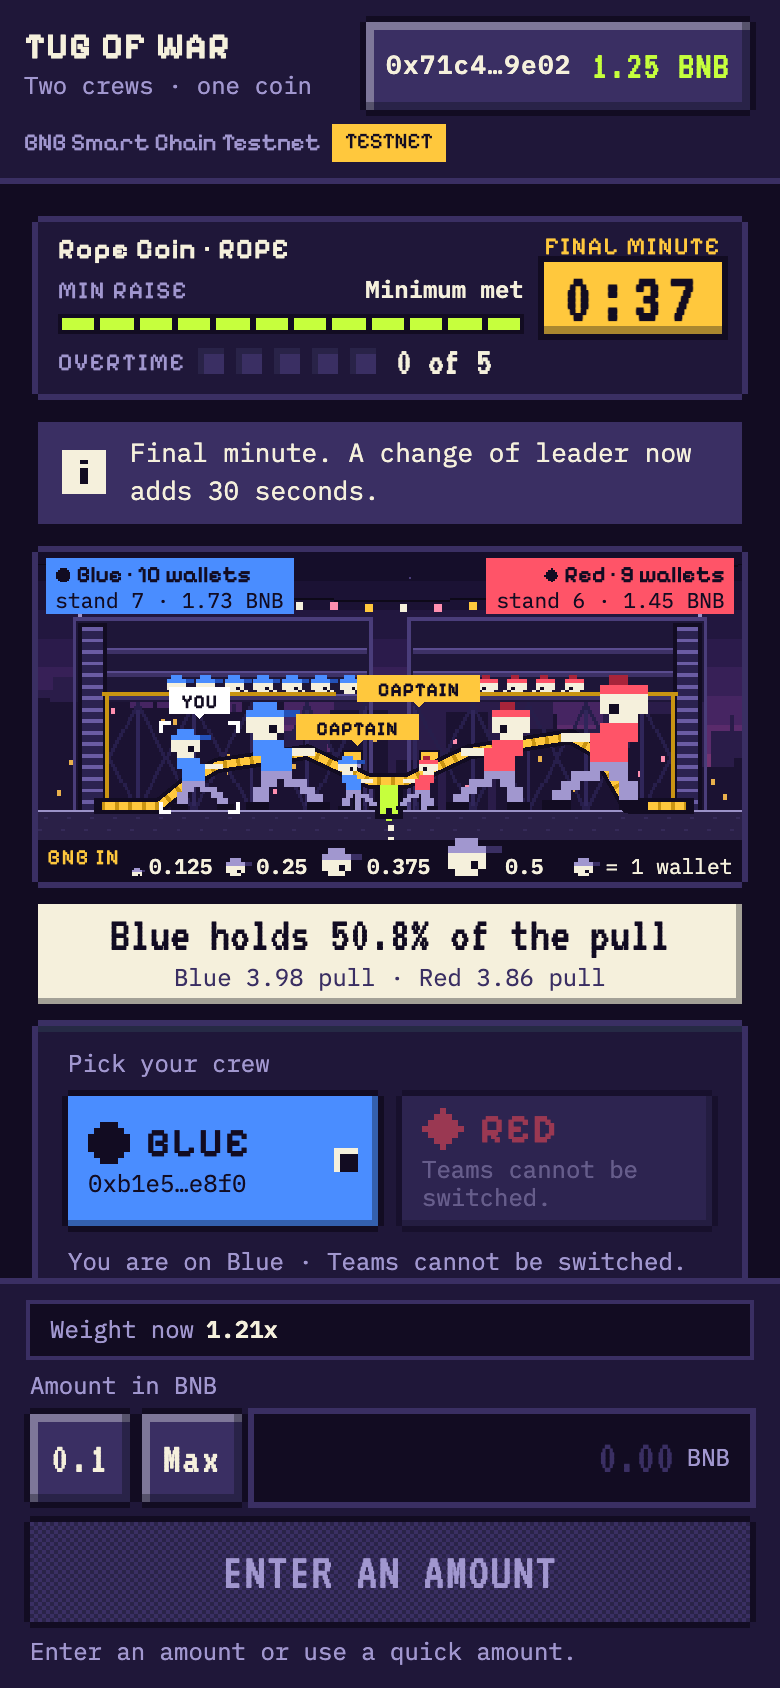 TUG OF WAR
Two crews · one coin
0x71c4…9e02 1.25 BNB
BNB Smart Chain Testnet TESTNET
Rope Coin · ROPE
FINAL MINUTE
0:37
MIN RAISE Minimum met
OVERTIME 0 of 5
i
Final minute. A change of leader now
adds 30 seconds.
Blue · 10 wallets
stand 7 · 1.73 BNB
Red · 9 wallets
stand 6 · 1.45 BNB
YOU
CAPTAIN
CAPTAIN
BNB IN 0.125 0.25 0.375 0.5 = 1 wallet
Blue holds 50.8% of the pull
Blue 3.98 pull · Red 3.86 pull
Pick your crew
BLUE
0xb1e5…e8f0
RED
Teams cannot be
switched.
You are on Blue · Teams cannot be switched.
Weight now 1.21x
Amount in BNB
0.1 Max 0.00 BNB
ENTER AN AMOUNT
Enter an amount or use a quick amount.